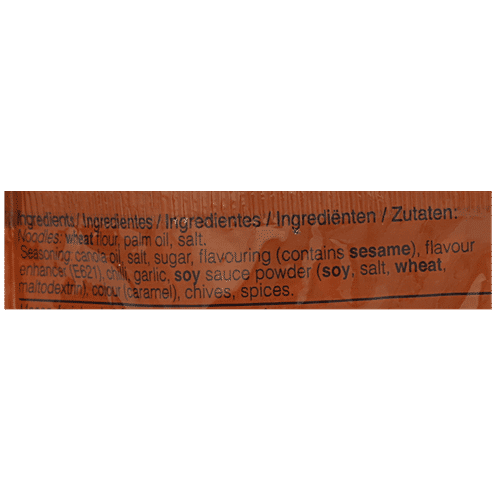 Ingredients / Ingredientes / Ingredientes / Ingrediënten / Zutaten:
Noodles: wheat flour, palm oil, salt.
Seasoning: canola oil, salt, sugar, flavouring (contains sesame), flavour
enhancer (E621), chilli, garlic, soy sauce powder (soy, salt, wheat,
maltodextrin), colour (caramel), chives, spices.